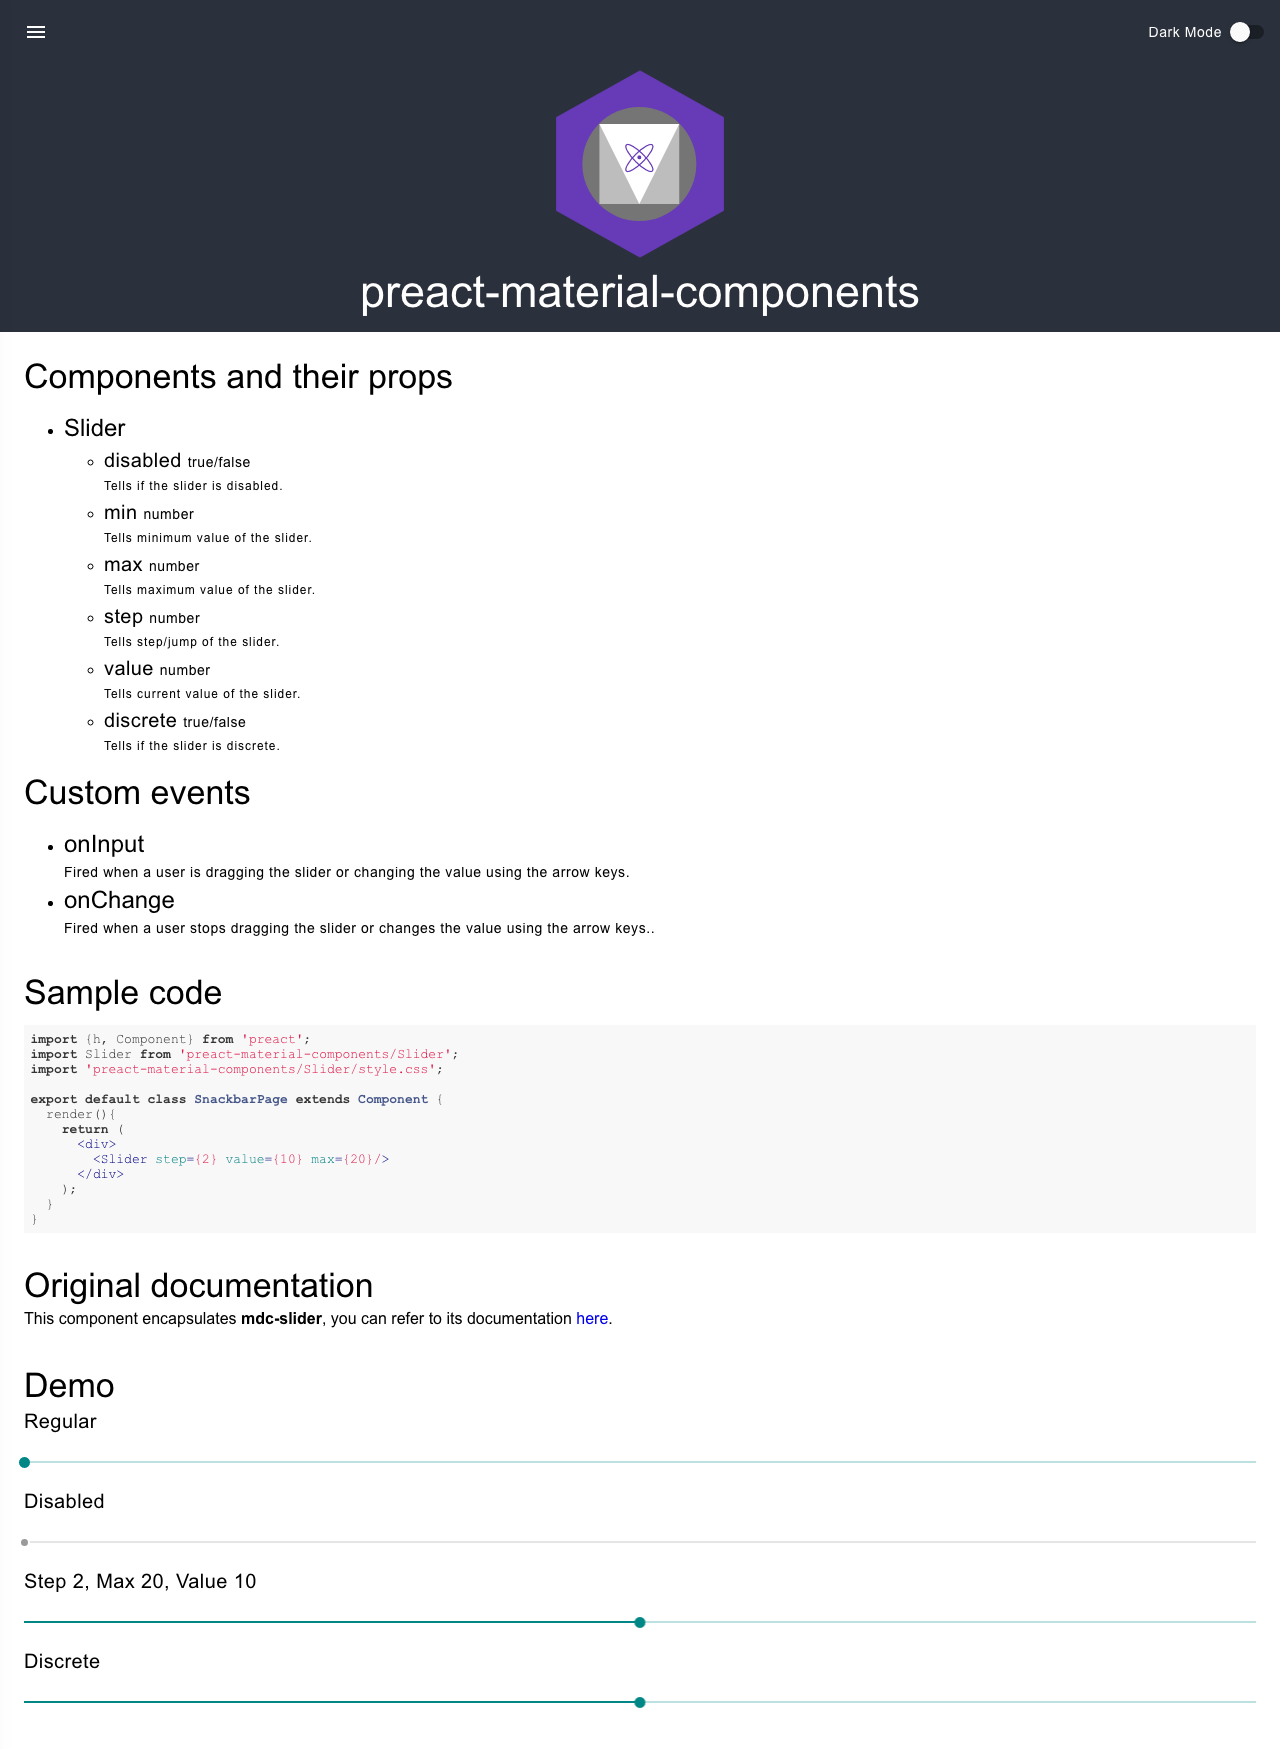 Dark Mode
preact-material-components
Components and their props
Slider
disabled true/false
Tells if the slider is disabled.
min number
Tells minimum value of the slider.
max number
Tells maximum value of the slider.
step number
Tells step/jump of the slider.
value number
Tells current value of the slider.
discrete true/false
Tells if the slider is discrete.
Custom events
onInput
Fired when a user is dragging the slider or changing the value using the arrow keys.
onChange
Fired when a user stops dragging the slider or changes the value using the arrow keys..
Sample code
import {h, Component} from 'preact';
import Slider from 'preact-material-components/Slider';
import 'preact-material-components/Slider/style.css';
export default class SnackbarPage extends Component {
  render(){
    return (
      <div>
        <Slider step={2} value={10} max={20}/>
      </div>
    );
  }
}
Original documentation
This component encapsulates mdc-slider, you can refer to its documentation here.
Demo
Regular
Disabled
Step 2, Max 20, Value 10
Discrete